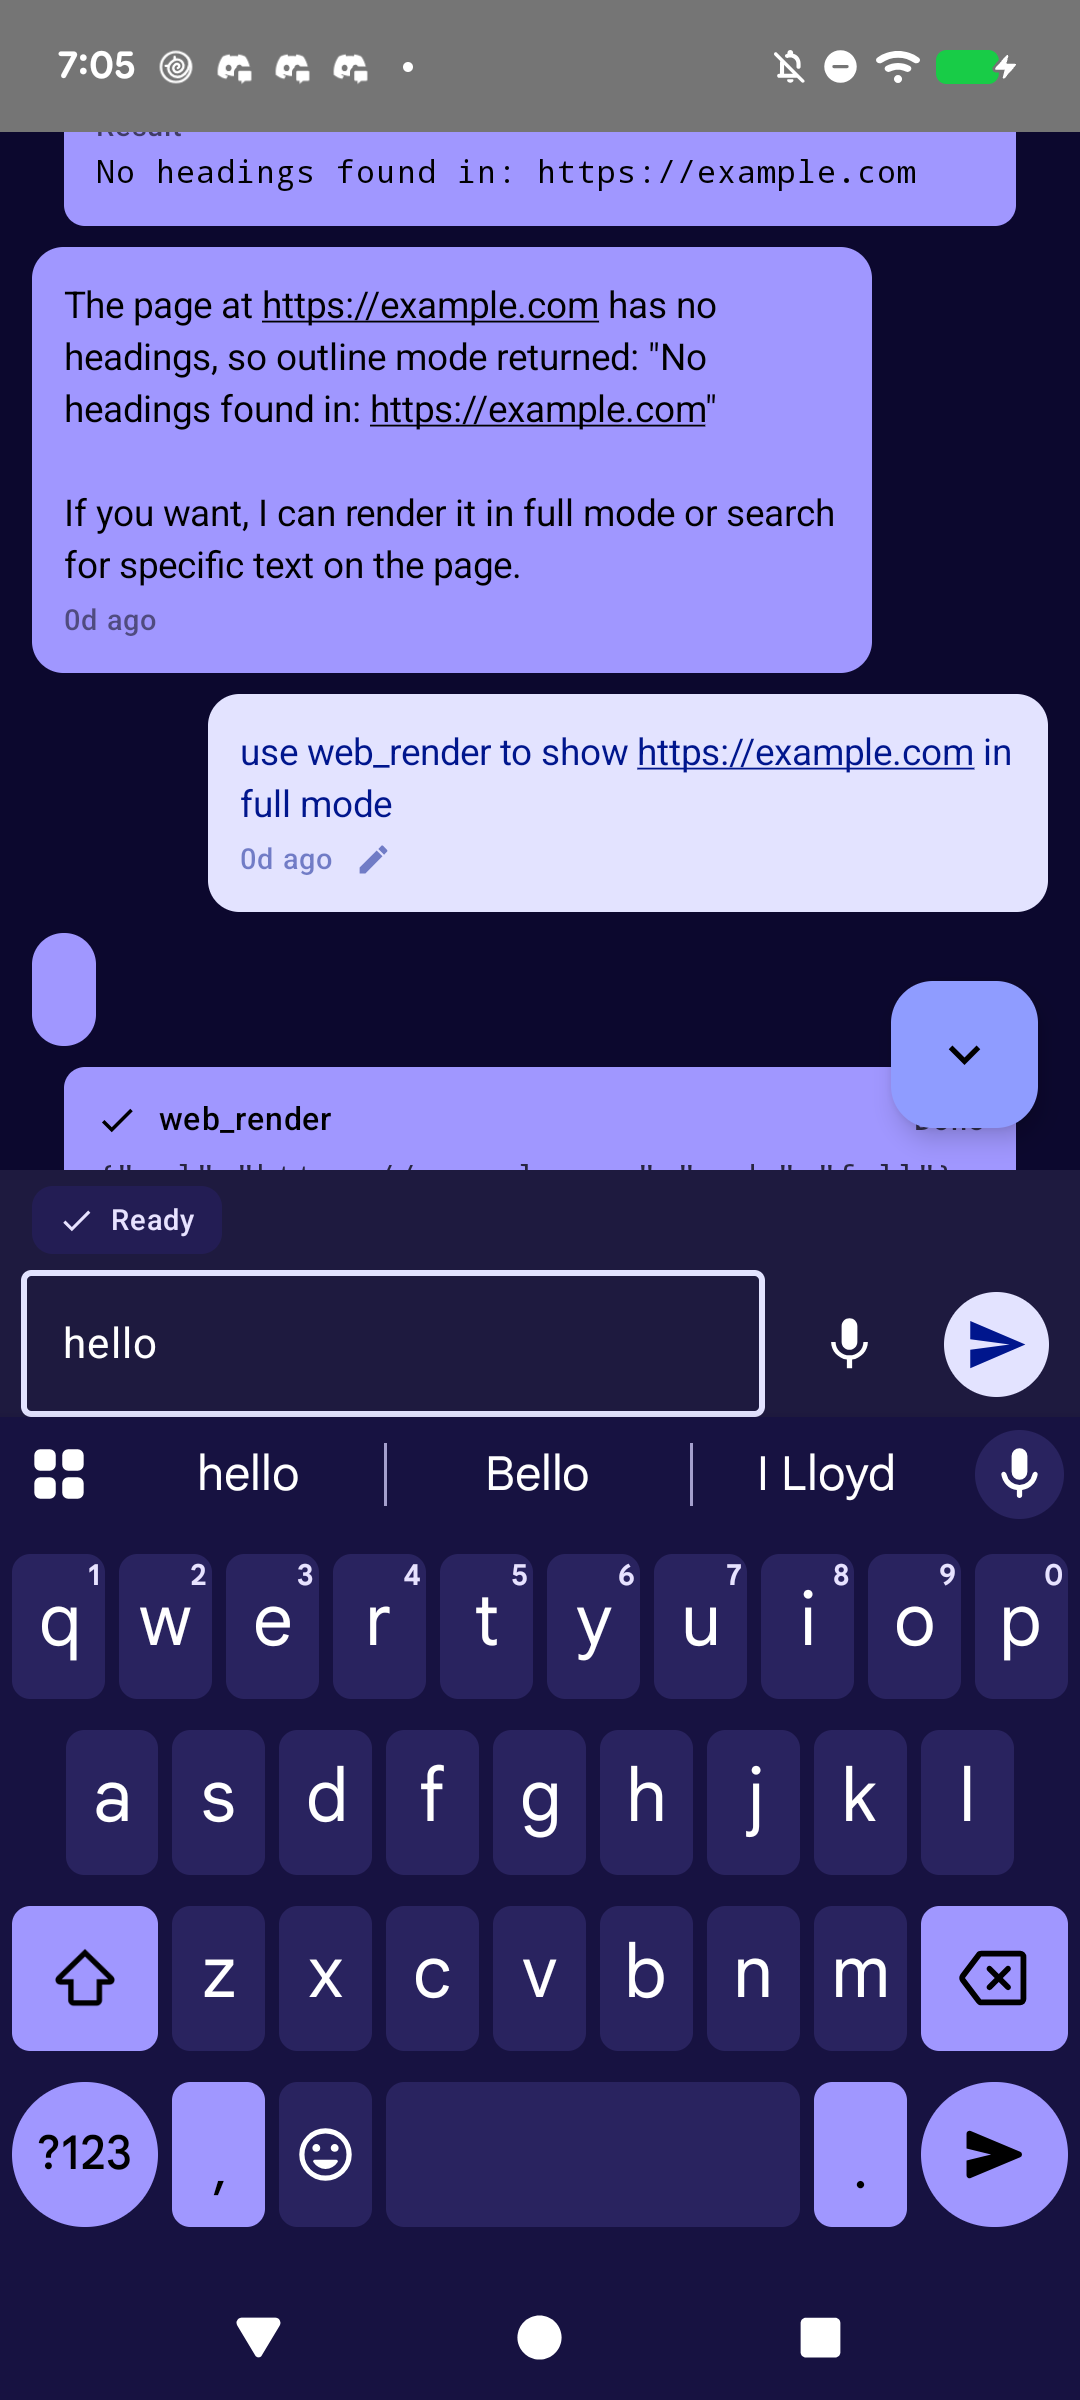 7:05
Result
No headings found in: https://example.com
The page at https://example.com has no
headings, so outline mode returned: "No
headings found in: https://example.com"
If you want, I can render it in full mode or search
for specific text on the page.
0d ago
use web_render to show https://example.com in
full mode
0d ago
web_render
Ready
hello
hello Bello I Lloyd
1 2 3 4 5 6 7 8 9 0
q w e r t y u i o p
a s d f g h j k l
z x c v b n m
?123 , .